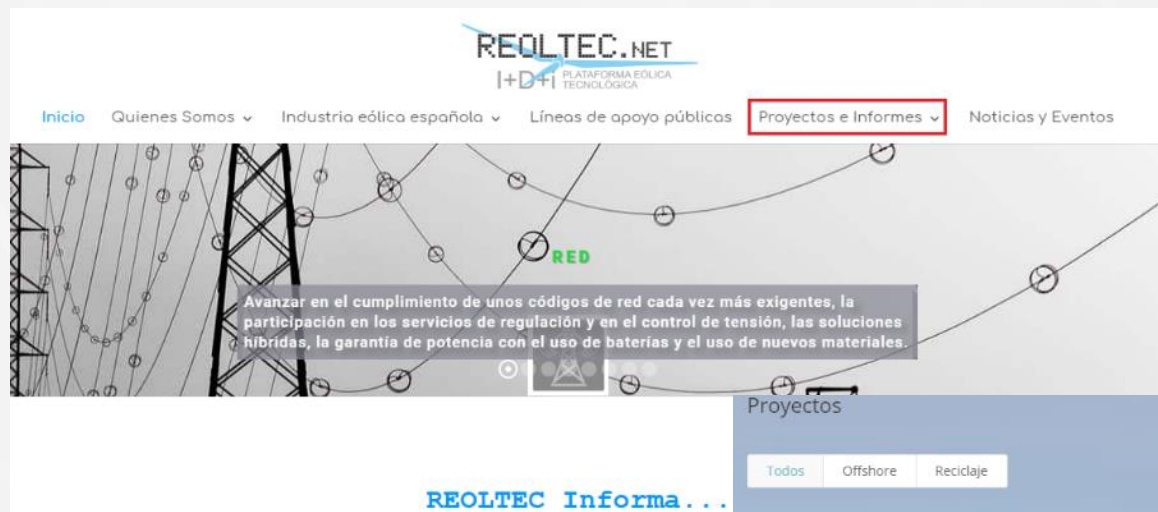 REOLTEC.NET
I+D+i PLATAFORMA EÓLICA
TECNOLÓGICA
Inicio Quienes Somos Industria eólica española Líneas de apoyo públicas Proyectos e Informes Noticias y Eventos
RED
Avanzar en el cumplimiento de unos códigos de red cada vez más exigentes, la
participación en los servicios de regulación y en el control de tensión, las soluciones
híbridas, la garantía de potencia con el uso de baterías y el uso de nuevos materiales.
Proyectos
Todos Offshore Reciclaje
REOLTEC Informa...